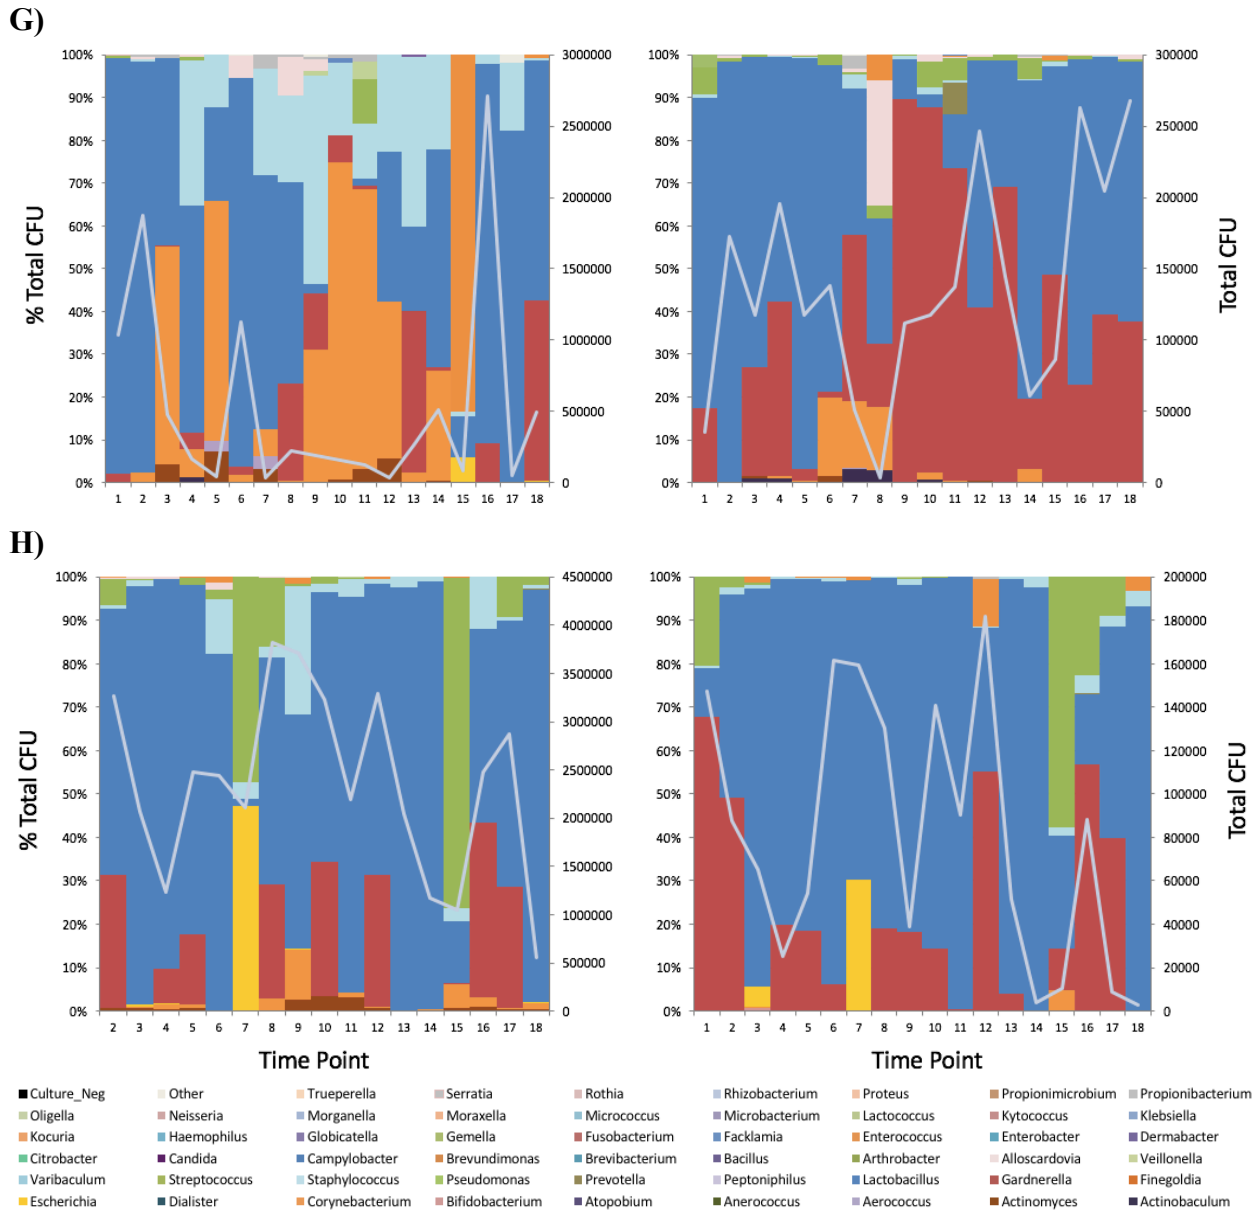 G)
100% 90% 80% 70% 60% 50% 40% 30% 20% 10% 0%
% Total CFU
3000000 2500000 2000000 1500000 1000000 500000 0
1 2 3 4 5 6 7 8 9 10 11 12 13 14 15 16 17 18
100% 90% 80% 70% 60% 50% 40% 30% 20% 10% 0%
300000 250000 200000 150000 100000 50000 0
Total CFU
1 2 3 4 5 6 7 8 9 10 11 12 13 14 15 16 17 18
H)
100% 90% 80% 70% 60% 50% 40% 30% 20% 10% 0%
% Total CFU
4500000 4000000 3500000 3000000 2500000 2000000 1500000 1000000 500000 0
2 3 4 5 6 7 8 9 10 11 12 13 14 15 16 17 18
Time Point
100% 90% 80% 70% 60% 50% 40% 30% 20% 10% 0%
200000 180000 160000 140000 120000 100000 80000 60000 40000 20000 0
Total CFU
1 2 3 4 5 6 7 8 9 10 11 12 13 14 15 16 17 18
Time Point
Culture_Neg Other Trueperella Serratia Rothia Rhizobacterium Proteus Propionimicrobium Propionibacterium
Oligella Neisseria Morganella Moraxella Micrococcus Microbacterium Lactococcus Kytococcus Klebsiella
Kocuria Haemophilus Globicatella Gemella Fusobacterium Facklamia Enterococcus Enterobacter Dermabacter
Citrobacter Candida Campylobacter Brevundimonas Brevibacterium Bacillus Arthrobacter Alloscardovia Veillonella
Varibaculum Streptococcus Staphylococcus Pseudomonas Prevotella Peptoniphilus Lactobacillus Gardnerella Finegoldia
Escherichia Dialister Corynebacterium Bifidobacterium Atopobium Anerococcus Aerococcus Actinomyces Actinobaculum